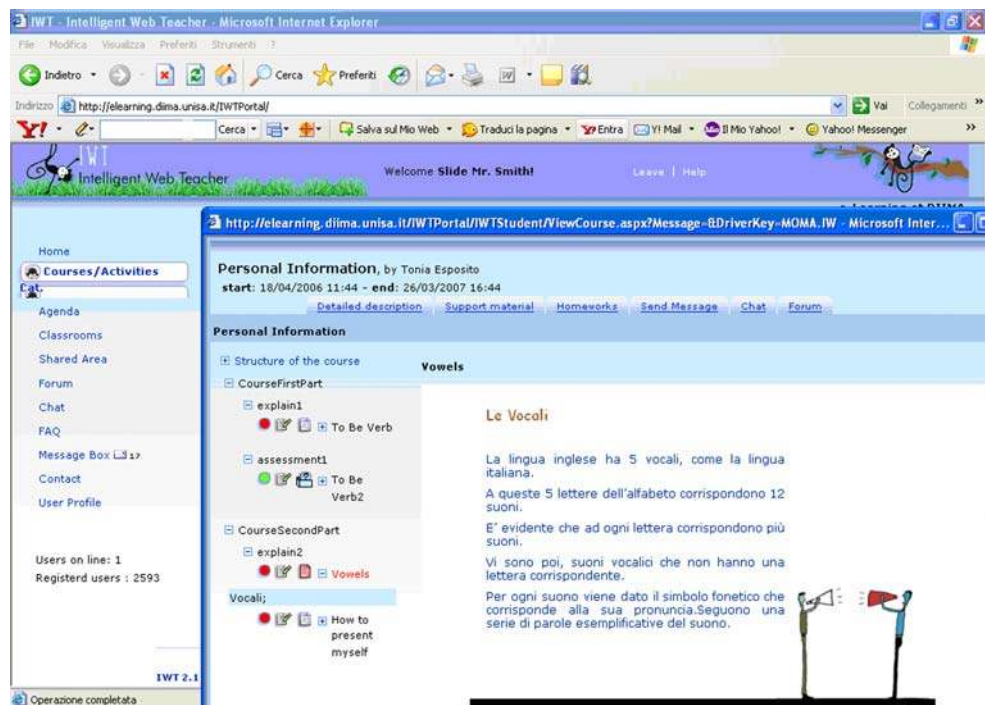 IWT - Intelligent Web Teacher - Microsoft Internet Explorer
File Modifica Visualizza Preferiti Strumenti ?
Indietro Cerca Preferiti
Indirizzo http://elearning.diima.unisa.it/IWTPortal/ Vai Collegamenti »
Y! Cerca Salva sul Mio Web Traduci la pagina Entra Y! Mail Il Mio Yahoo! Yahoo! Messenger »
IWT
Intelligent Web Teacher
Welcome Slide Mr. Smith!
Leave | Help
e-Learning at DIIMA
http://elearning.diima.unisa.it/IWTPortal/IWTStudent/ViewCourse.aspx?Message=&DriverKey=MOMA.IW - Microsoft Inter...
Home
Courses/Activities
Cat.
Agenda
Classrooms
Shared Area
Forum
Chat
FAQ
Message Box 17
Contact
User Profile
Users on line: 1
Registerd users : 2593
IWT 2.1
Personal Information, by Tonia Esposito
start: 18/04/2006 11:44 - end: 26/03/2007 16:44
Detailed description Support material Homeworks Send Message Chat Forum
Personal Information
Structure of the course
CourseFirstPart
explain1
To Be Verb
assessment1
To Be
Verb2
CourseSecondPart
explain2
Vowels
Vocali;
How to
present
myself
Vowels
Le Vocali
La lingua inglese ha 5 vocali, come la lingua
italiana.
A queste 5 lettere dell'alfabeto corrispondono 12
suoni.
E' evidente che ad ogni lettera corrispondono più
suoni.
Vi sono poi, suoni vocalici che non hanno una
lettera corrispondente.
Per ogni suono viene dato il simbolo fonetico che
corrisponde alla sua pronuncia.Seguono una
serie di parole esemplificative del suono.
Operazione completata